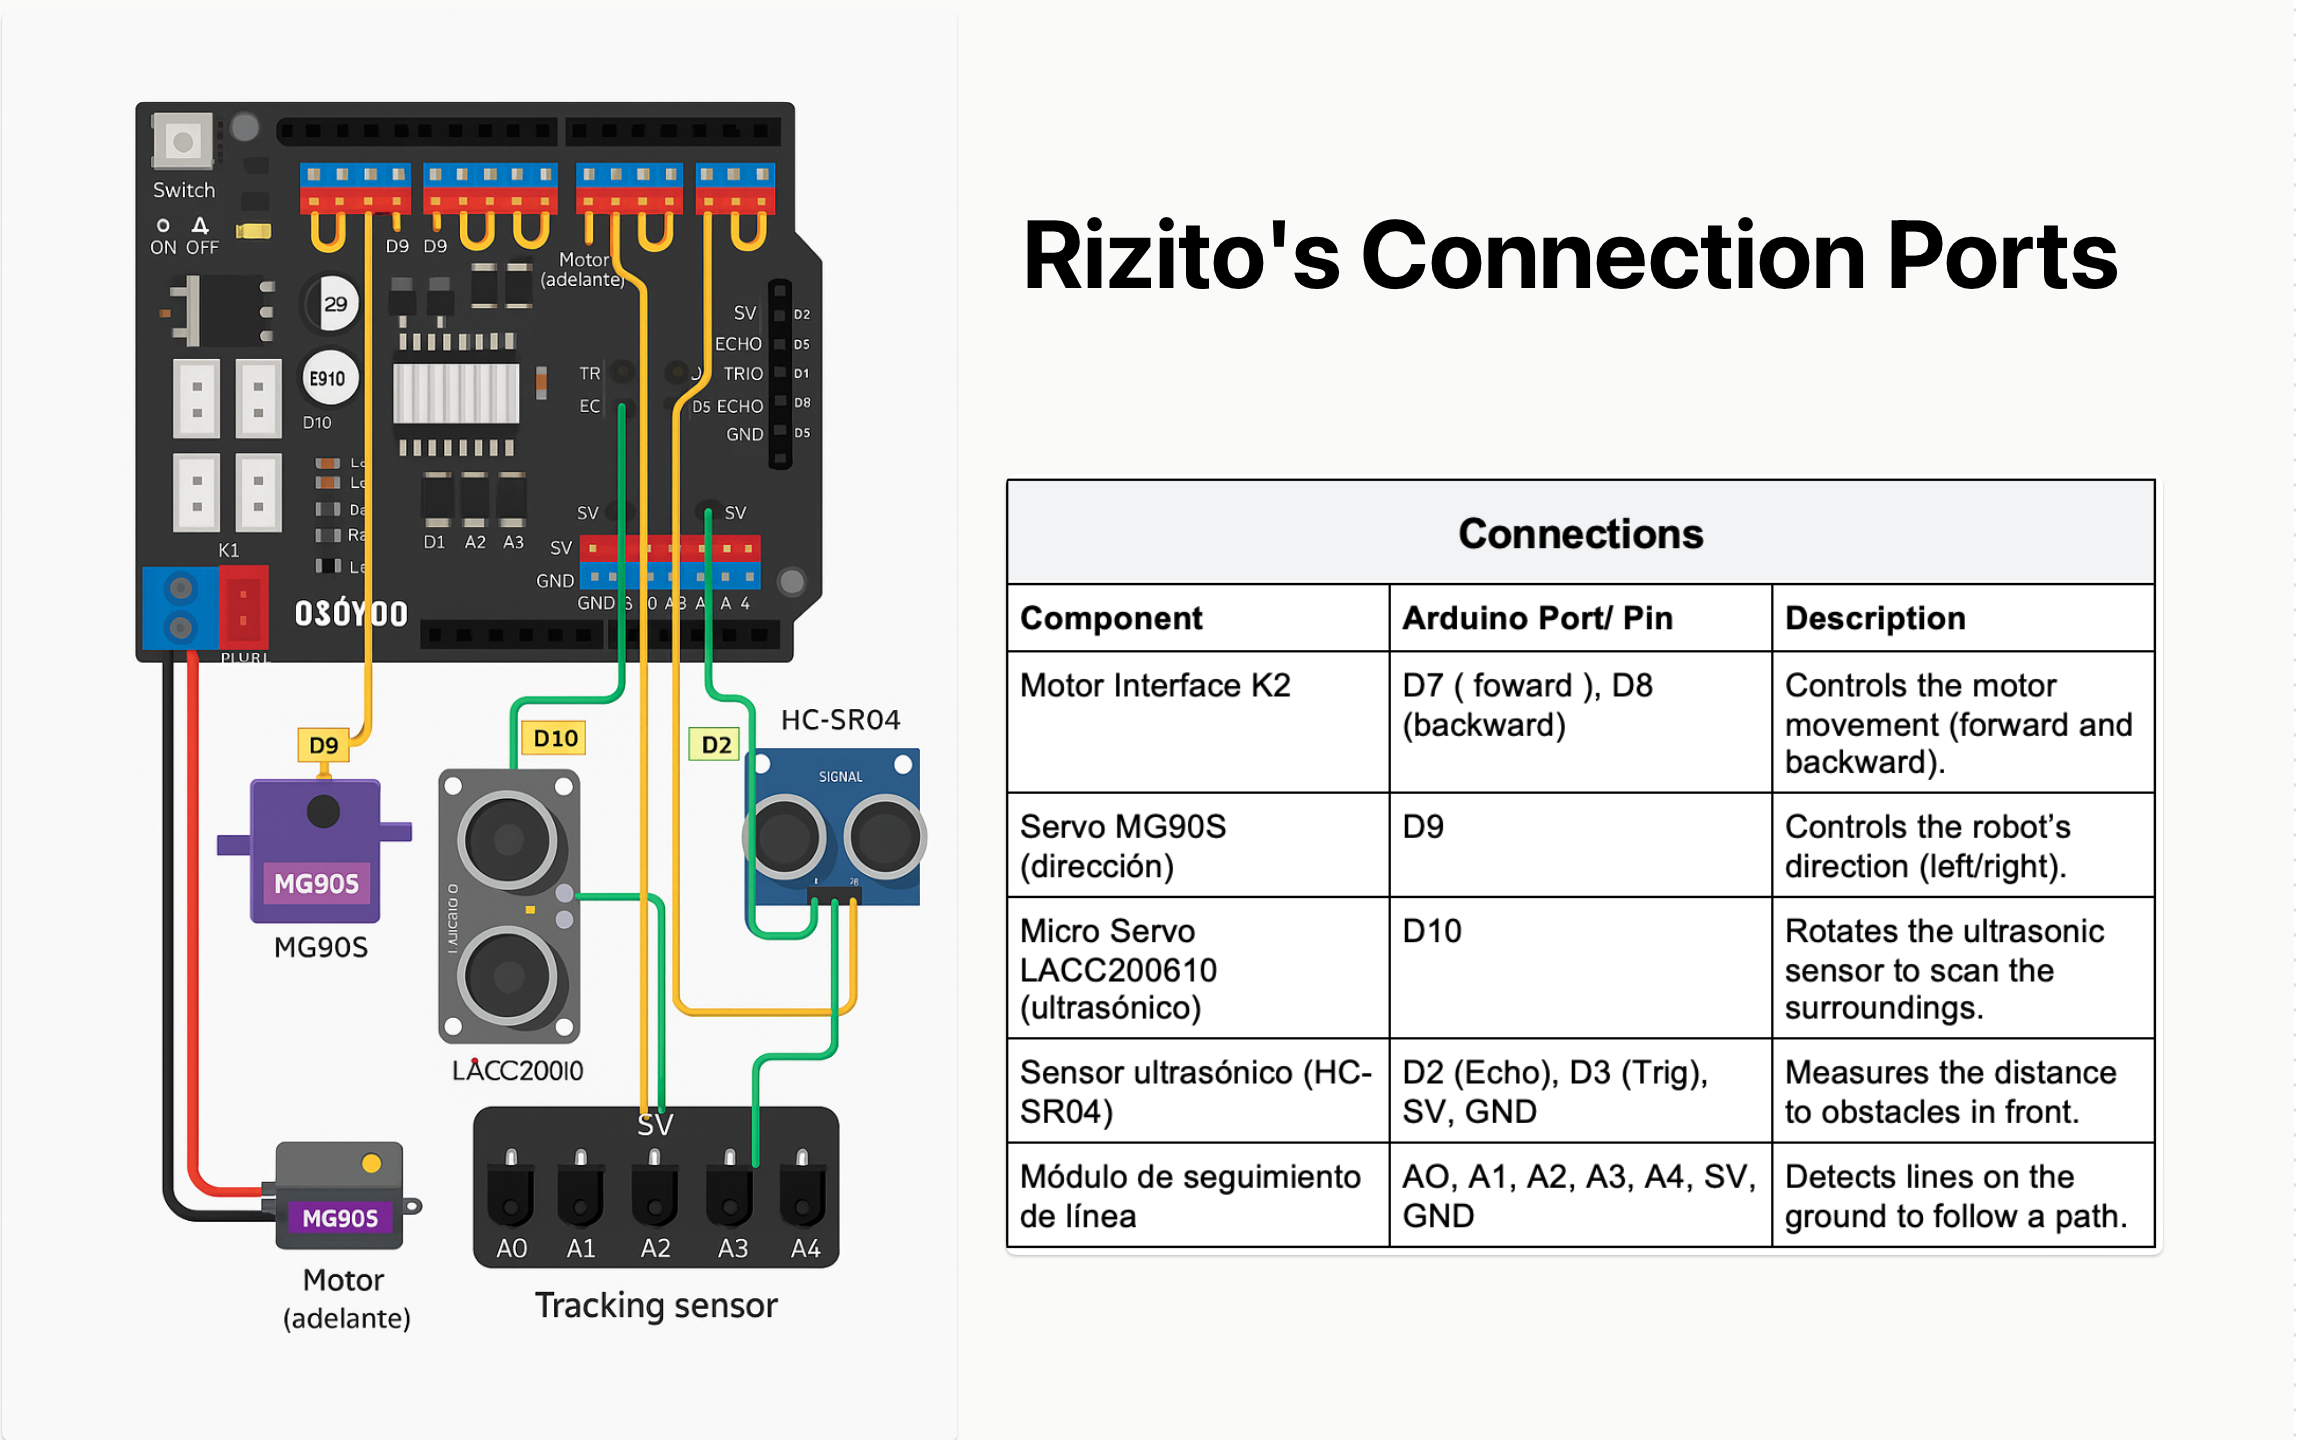 Rizito's Connection Ports
Switch
ON OFF
D9 D9
Motor
(adelante)
29
E910
D10
SV D2
ECHO D5
TR TRIO D1
EC D5 ECHO D8
GND D5
SV SV
D1 A2 A3
K1
SV
GND
GND
A 4
OSÓYOO
D9
MG90S
MG90S
D10
LACC200I0
D2
HC-SR04
SIGNAL
MG90S
Motor
(adelante)
SV
A0 A1 A2 A3 A4
Tracking sensor
Connections
Component Arduino Port/ Pin Description
Motor Interface K2 D7 ( foward ), D8 Controls the motor
(backward) movement (forward and
backward).
Servo MG90S D9 Controls the robot’s
(dirección) direction (left/right).
Micro Servo D10 Rotates the ultrasonic
LACC200610 sensor to scan the
(ultrasónico) surroundings.
Sensor ultrasónico (HC- D2 (Echo), D3 (Trig), Measures the distance
SR04) SV, GND to obstacles in front.
Módulo de seguimiento AO, A1, A2, A3, A4, SV, Detects lines on the
de línea GND ground to follow a path.